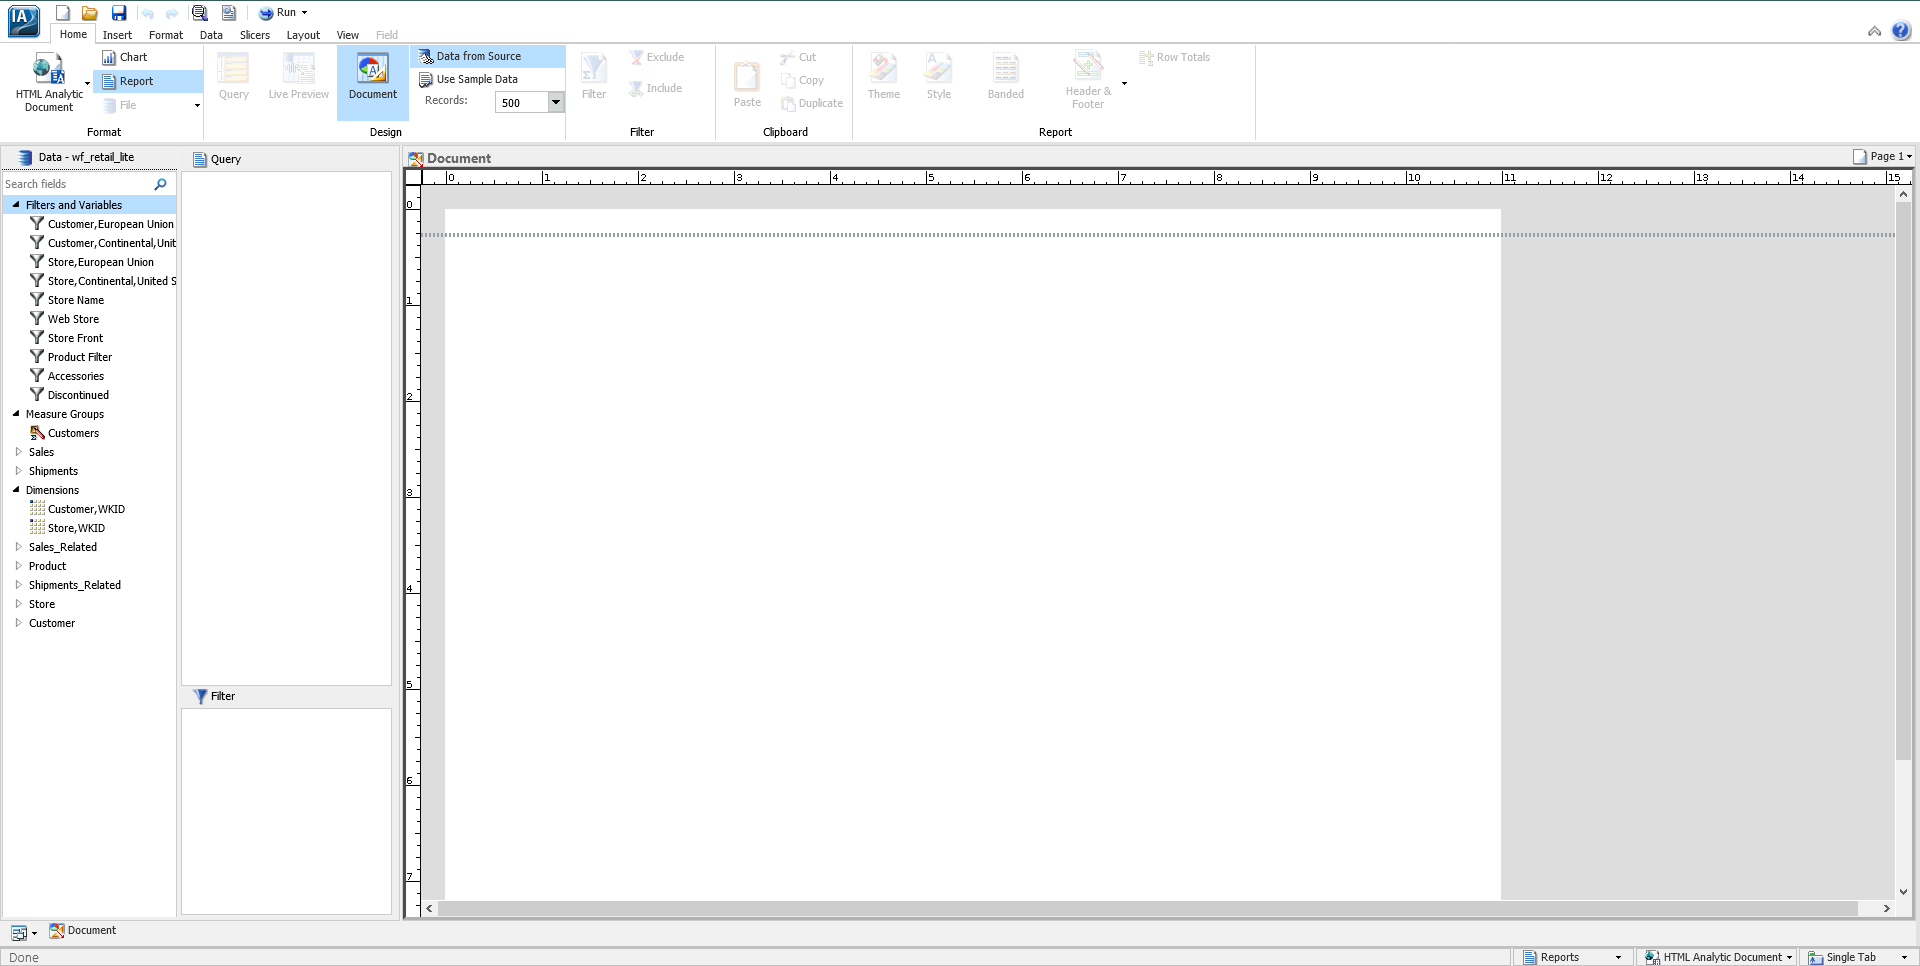 IA
Run
Home Insert Format Data Slicers Layout View Field
HTML Analytic
Document
Chart
Report
File
Format
Query
Live Preview
Document
Data from Source
Use Sample Data
Records: 500
Design
Filter
Exclude
Include
Filter
Paste
Cut
Copy
Duplicate
Clipboard
Theme
Style
Banded
Header &
Footer
Row Totals
Report
Data - wf_retail_lite
Search fields
Filters and Variables
Customer,European Union
Customer,Continental,Unit
Store,European Union
Store,Continental,United S
Store Name
Web Store
Store Front
Product Filter
Accessories
Discontinued
Measure Groups
Customers
Sales
Shipments
Dimensions
Customer,WKID
Store,WKID
Sales_Related
Product
Shipments_Related
Store
Customer
Query
Filter
Document
Page 1
0 1 2 3 4 5 6 7 8 9 10 11 12 13 14 15
0
1
2
3
4
5
6
7
Document
Done
Reports
HTML Analytic Document
Single Tab